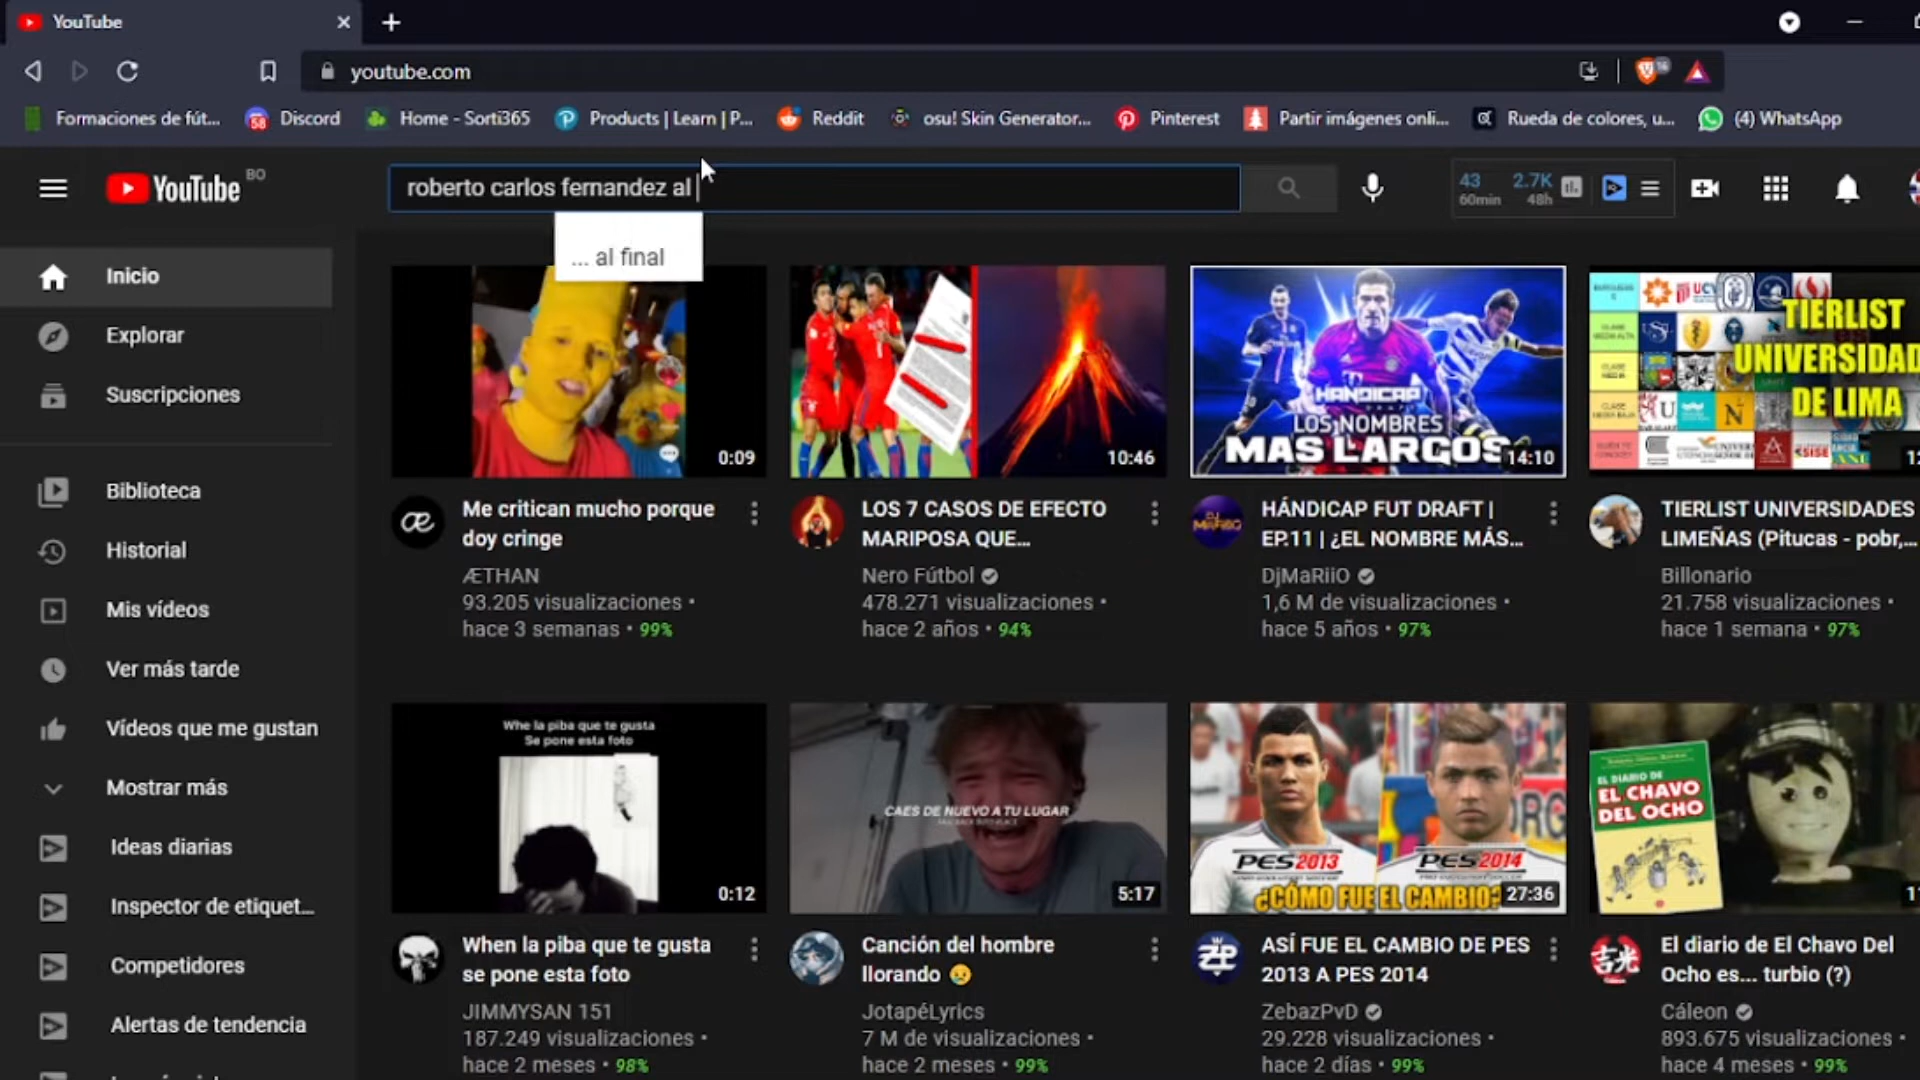 YouTube
youtube.com
16
Formaciones de fút...
58
Discord
Home - Sorti365
Products | Learn | P...
Reddit
osu! Skin Generator...
Pinterest
Partir imágenes onli...
Rueda de colores, u...
(4) WhatsApp
YouTube BO
roberto carlos fernandez al
... al final
43
60min
2.7K
48h
Inicio
Explorar
Suscripciones
Biblioteca
Historial
Mis vídeos
Ver más tarde
Vídeos que me gustan
Mostrar más
Ideas diarias
Inspector de etiquet...
Competidores
Alertas de tendencia
0:09
Me critican mucho porque
doy cringe
ÆTHAN
93.205 visualizaciones •
hace 3 semanas • 99%
10:46
LOS 7 CASOS DE EFECTO
MARIPOSA QUE...
Nero Fútbol
478.271 visualizaciones •
hace 2 años • 94%
HANDICAP
LOS NOMBRES
MAS LARGOS
14:10
HÁNDICAP FUT DRAFT |
EP.11 | ¿EL NOMBRE MÁS...
DjMaRiiO
1,6 M de visualizaciones •
hace 5 años • 97%
TIERLIST
UNIVERSIDAD
DE LIMA
TIERLIST UNIVERSIDADES
LIMEÑAS (Pitucas - pobr,...
Billonario
21.758 visualizaciones •
hace 1 semana • 97%
Whe la piba que te gusta
Se pone esta foto
0:12
When la piba que te gusta
se pone esta foto
JIMMYSAN 151
187.249 visualizaciones •
hace 2 meses • 98%
CAES DE NUEVO A TU LUGAR
5:17
Canción del hombre
llorando 😥
JotapéLyrics
7 M de visualizaciones •
hace 2 meses • 99%
PES2013
PES2014
¿CÓMO FUE EL CAMBIO?
27:36
ASÍ FUE EL CAMBIO DE PES
2013 A PES 2014
ZebazPvD
29.228 visualizaciones •
hace 2 días • 99%
EL DIARIO DE
EL CHAVO
DEL OCHO
El diario de El Chavo Del
Ocho es... turbio (?)
Cáleon
893.675 visualizaciones •
hace 4 meses • 99%